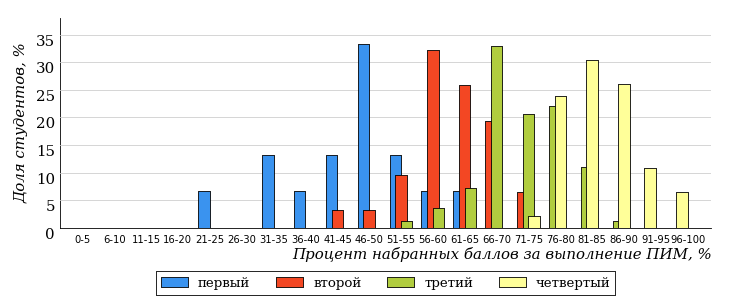 Доля студентов, %
35
30
25
20
15
10
5
0
0-5 6-10 11-15 16-20 21-25 26-30 31-35 36-40 41-45 46-50 51-55 56-60 61-65 66-70 71-75 76-80 81-85 86-90 91-95 96-100
Процент набранных баллов за выполнение ПИМ, %
первый второй третий четвертый